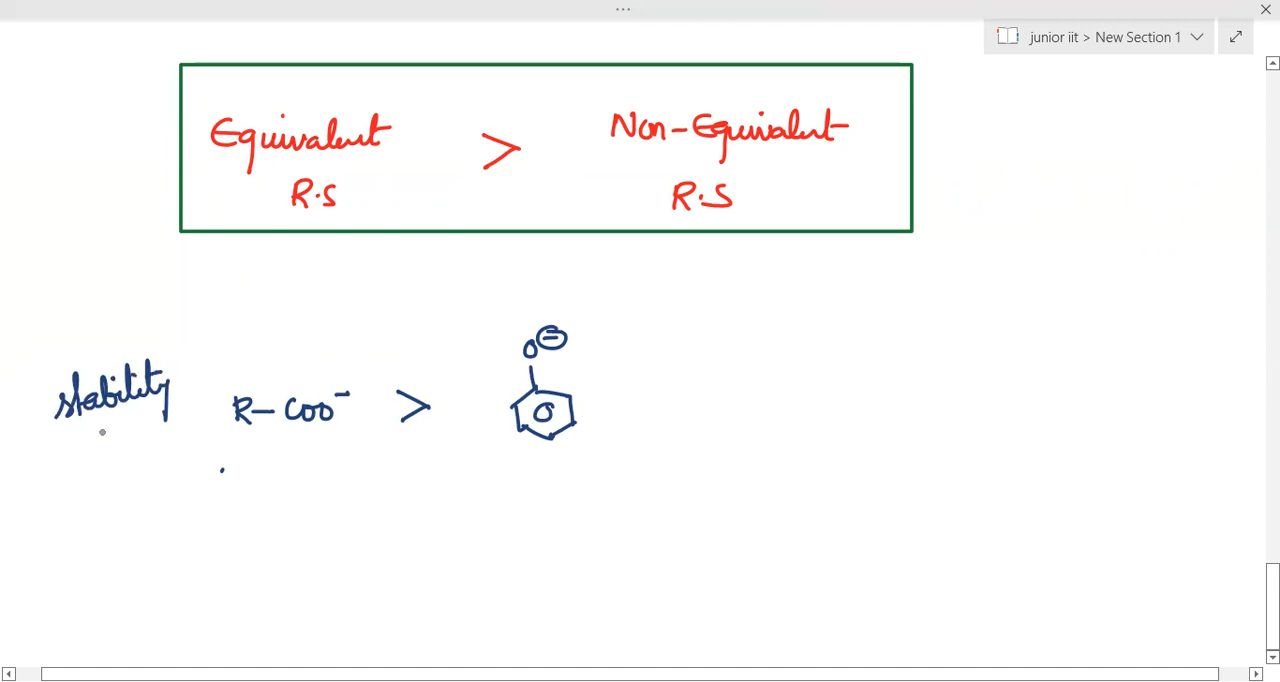 junior iit > New Section 1
Equivalent > Non-Equivalent
R.S R.S
O⊖
stability R-COO⁻ >